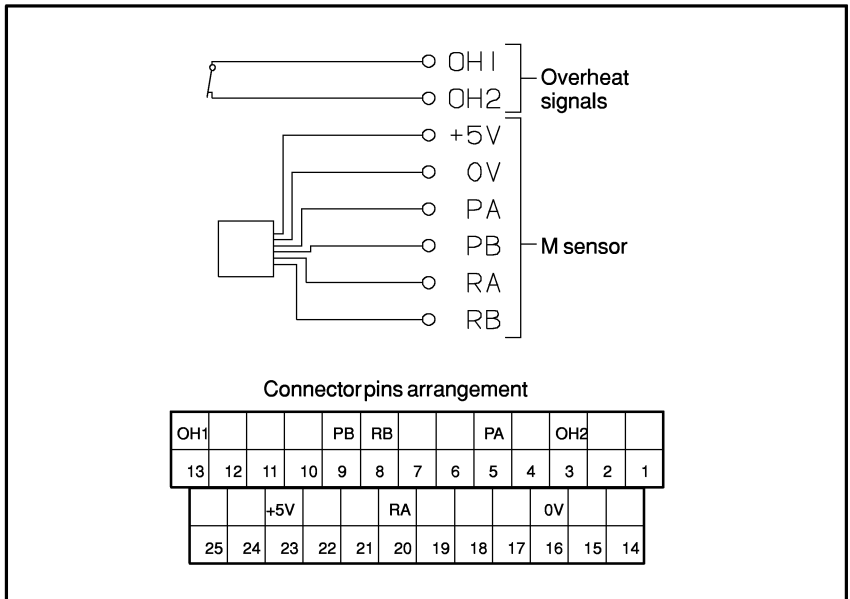 OH1
OH2
Overheat
signals
+5V
0V
PA
PB
RA
RB
M sensor
Connector pins arrangement
OH1 PB RB PA OH2
13 12 11 10 9 8 7 6 5 4 3 2 1
+5V RA 0V
25 24 23 22 21 20 19 18 17 16 15 14